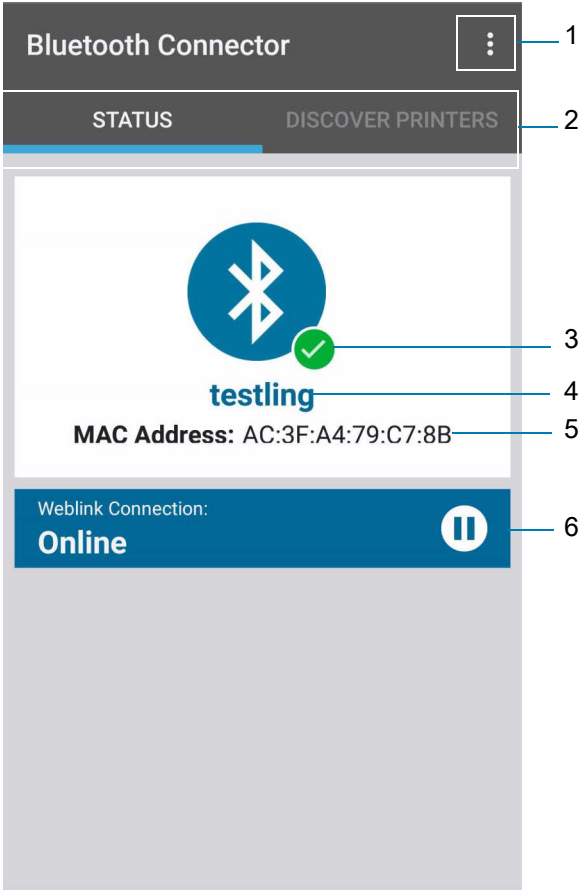 Bluetooth Connector
1
STATUS DISCOVER PRINTERS
2
3
testling
4
MAC Address: AC:3F:A4:79:C7:8B
5
Weblink Connection:
Online
6